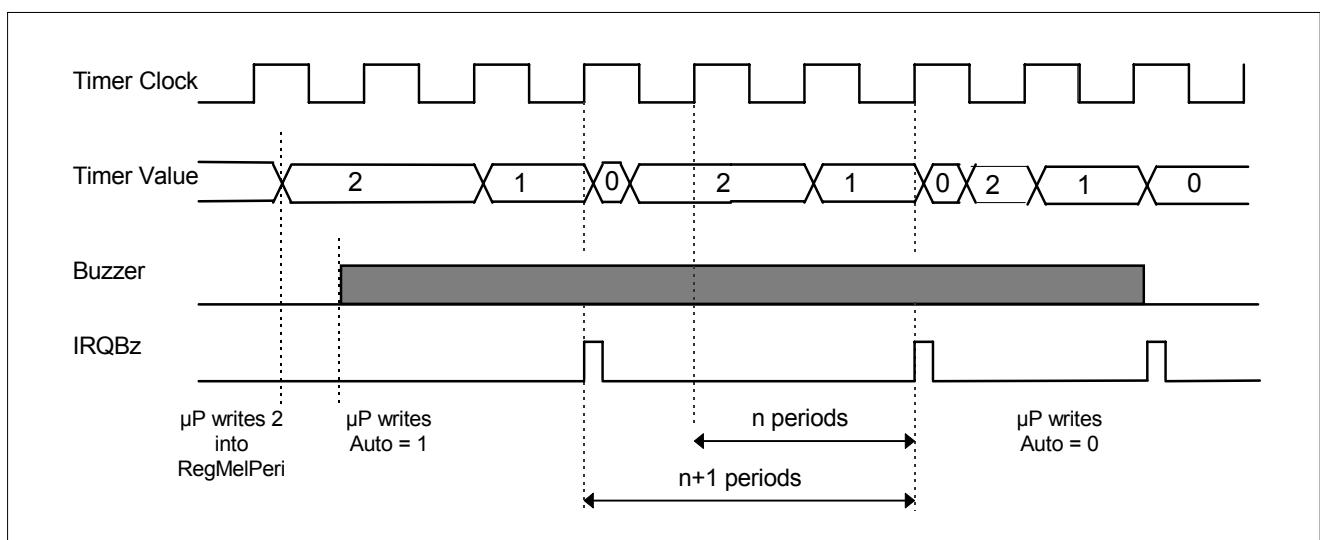 Timer Clock
Timer Value
2 1 0 2 1 0 2 1 0
Buzzer
IRQBz
µP writes 2
into
RegMelPeri
µP writes
Auto = 1
n periods
µP writes
Auto = 0
n+1 periods